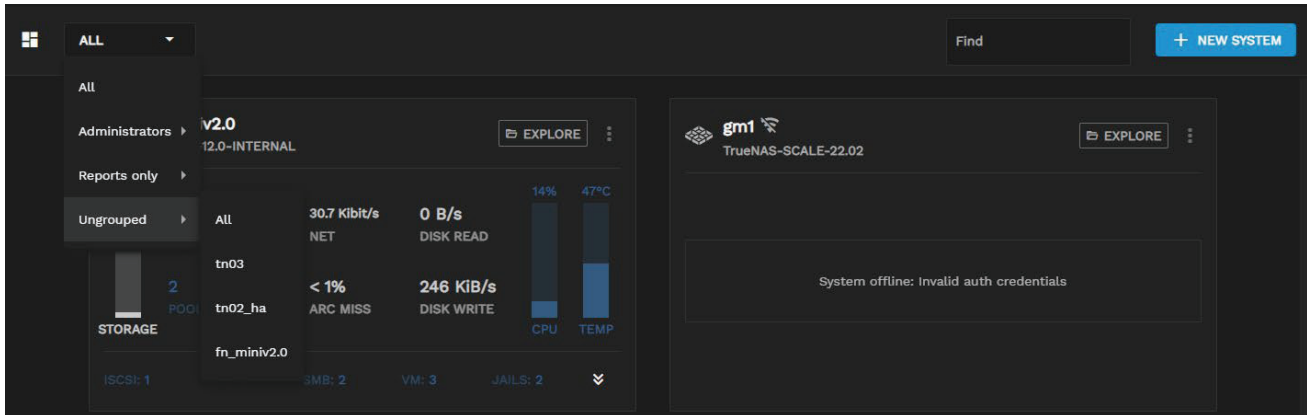 ALL
Find
+ NEW SYSTEM
All
Administrators
Reports only
Ungrouped
All
tn03
tn02_ha
fn_miniv2.0
v2.0
12.0-INTERNAL
EXPLORE
14%
47°C
30.7 Kibit/s
NET
0 B/s
DISK READ
2
POO
< 1%
ARC MISS
246 KiB/s
DISK WRITE
STORAGE
CPU
TEMP
ISCSI: 1
SMB: 2
VM: 3
JAILS: 2
gm1
TrueNAS-SCALE-22.02
EXPLORE
System offline: Invalid auth credentials